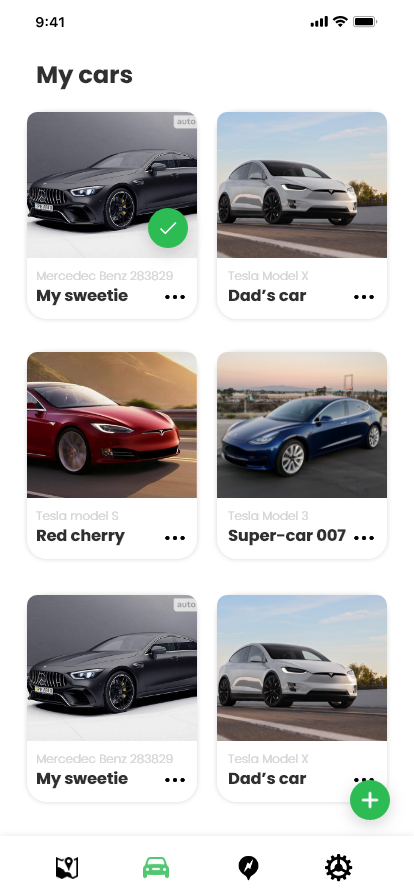 9:41
My cars
auto
Mercedec Benz 283829
My sweetie
Tesla Model X
Dad's car
Tesla model S
Red cherry
Tesla Model 3
Super-car 007
auto
Mercedec Benz 283829
My sweetie
Tesla Model X
Dad's car